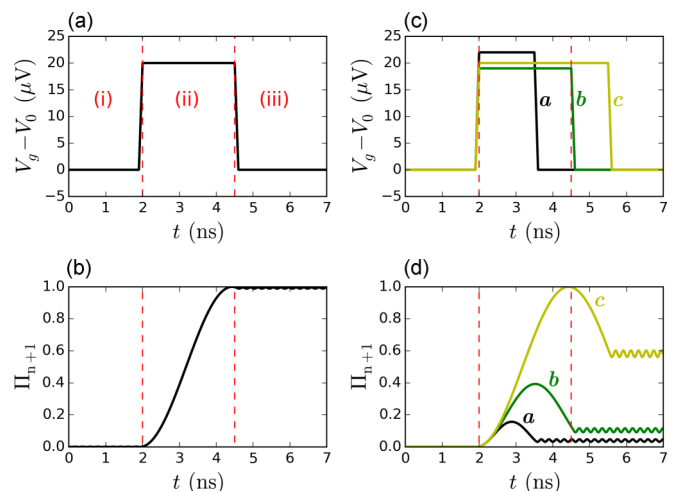 (a)
25
20
15
10
5
0
−5
V_g − V_0 (μV)
(i)
(ii)
(iii)
0 1 2 3 4 5 6 7
t (ns)
(c)
25
20
15
10
5
0
−5
V_g − V_0 (μV)
a
b
c
0 1 2 3 4 5 6 7
t (ns)
(b)
1.0
0.8
0.6
0.4
0.2
0.0
Π_{n+1}
0 1 2 3 4 5 6 7
t (ns)
(d)
1.0
0.8
0.6
0.4
0.2
0.0
Π_{n+1}
c
b
a
0 1 2 3 4 5 6 7
t (ns)